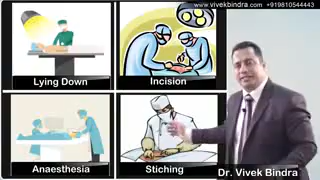 www.vivekbindra.com +919810544443
Lying Down
Incision
Anaesthesia
Stiching
Dr. Vivek Bindra